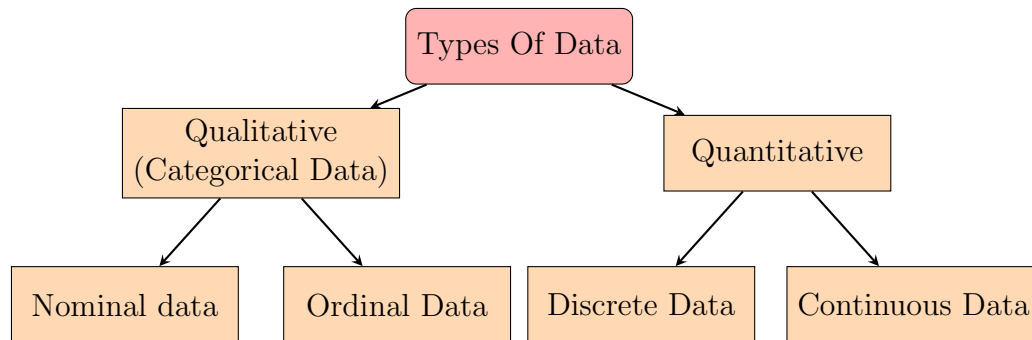 Types Of Data
Qualitative
(Categorical Data)
Quantitative
Nominal data
Ordinal Data
Discrete Data
Continuous Data